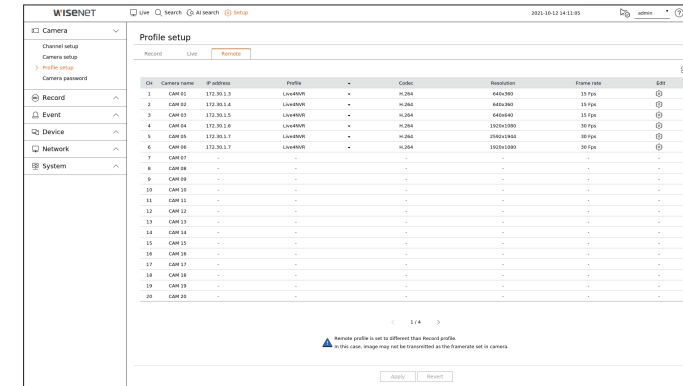 WISENET Live Search AI search Setup 2021-10-12 14:11:05 admin
Camera
Channel setup
Camera setup
> Profile setup
Camera password
Record
Event
Device
Network
System
Profile setup
Record Live Remote
CH Camera name IP address Profile Codec Resolution Frame rate Edit
1 CAM 01 172.30.1.3 Live4NVR H.264 640x360 15 Fps
2 CAM 02 172.30.1.4 Live4NVR H.264 640x360 15 Fps
3 CAM 03 172.30.1.5 Live4NVR H.264 640x640 15 Fps
4 CAM 04 172.30.1.6 Live4NVR H.264 1920x1080 30 Fps
5 CAM 05 172.30.1.7 Live4NVR H.264 2592x1944 30 Fps
6 CAM 06 172.30.1.7 Live4NVR H.264 1920x1080 30 Fps
7 CAM 07 - - - - - -
8 CAM 08 - - - - - -
9 CAM 09 - - - - - -
10 CAM 10 - - - - - -
11 CAM 11 - - - - - -
12 CAM 12 - - - - - -
13 CAM 13 - - - - - -
14 CAM 14 - - - - - -
15 CAM 15 - - - - - -
16 CAM 16 - - - - - -
17 CAM 17 - - - - - -
18 CAM 18 - - - - - -
19 CAM 19 - - - - - -
20 CAM 20 - - - - - -
< 1 / 4 >
Remote profile is set to different than Record profile.
In this case, image may not be transmitted as the framerate set in camera.
Apply Revert